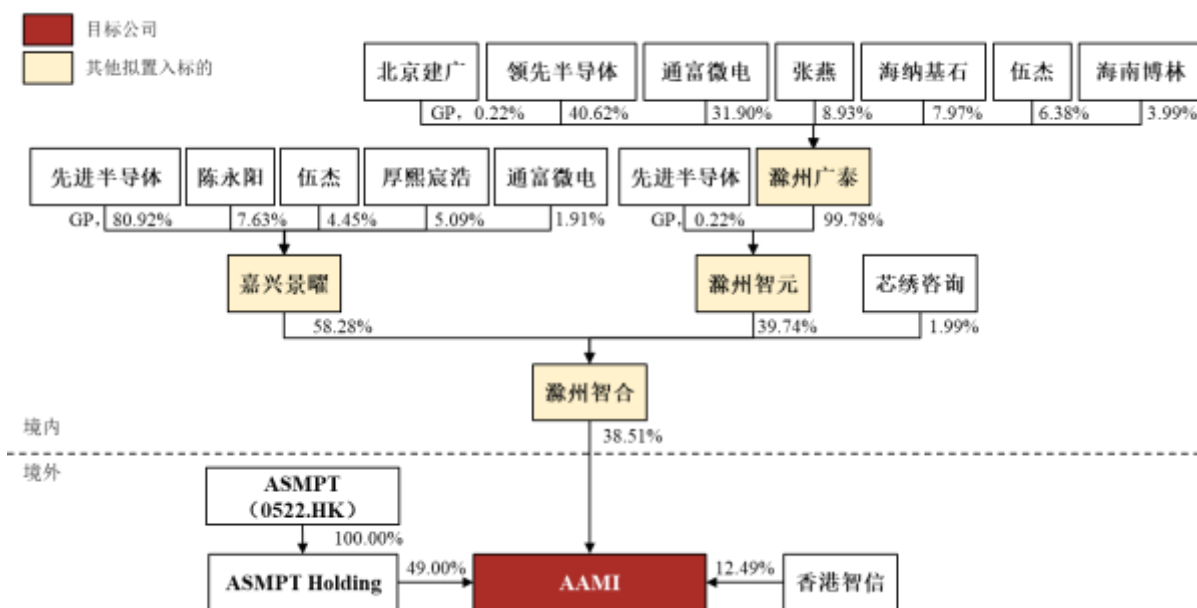 目标公司
其他拟置入标的
北京建广 领先半导体 通富微电 张燕 海纳基石 伍杰 海南博林
GP，0.22% 40.62% 31.90% 8.93% 7.97% 6.38% 3.99%
先进半导体 陈永阳 伍杰 厚熙宸浩 通富微电 先进半导体 滁州广泰
GP，80.92% 7.63% 4.45% 5.09% 1.91% GP，0.22% 99.78%
嘉兴景曜 滁州智元 芯绣咨询
58.28% 39.74% 1.99%
滁州智合
境内
38.51%
境外
ASMPT
（0522.HK）
100.00%
ASMPT Holding 49.00% AAMI 12.49% 香港智信